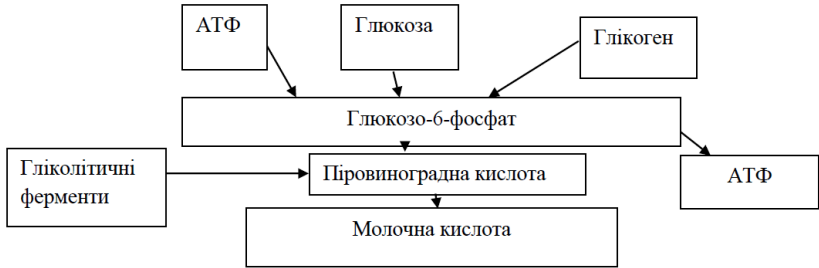 АТФ
Глюкоза
Глікоген
Глюкозо-6-фосфат
Гліколітичні
ферменти
Піровиноградна кислота
АТФ
Молочна кислота